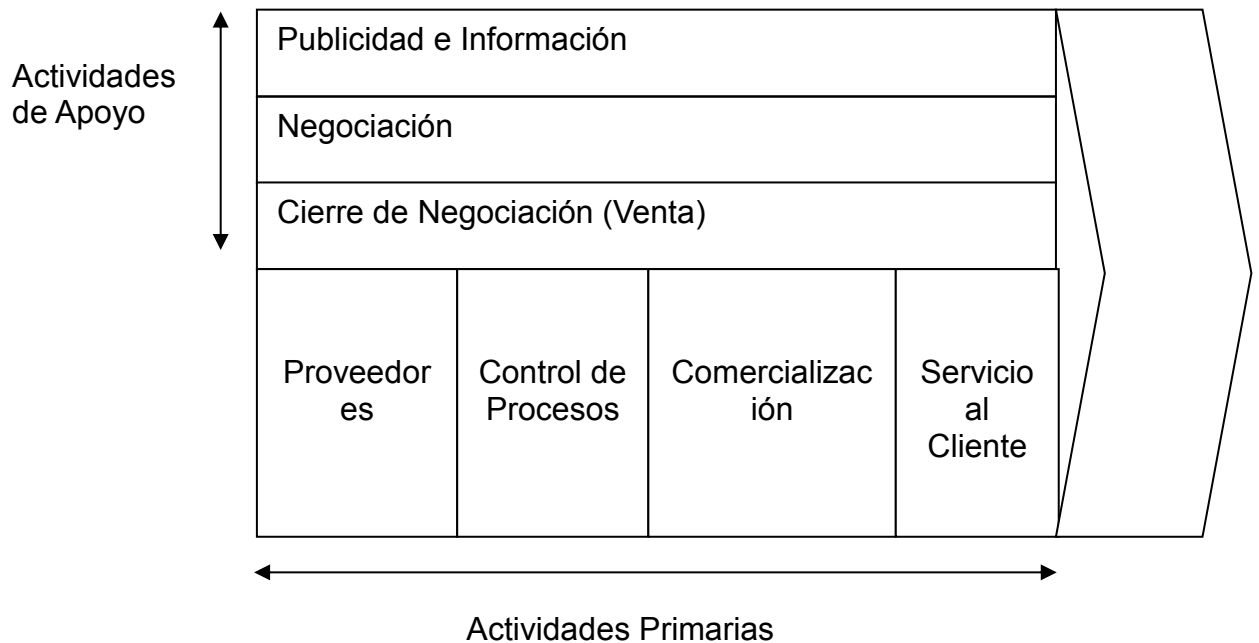 Actividades
de Apoyo
Publicidad e Información
Negociación
Cierre de Negociación (Venta)
Proveedor
es
Control de
Procesos
Comercializac
ión
Servicio
al
Cliente
Actividades Primarias